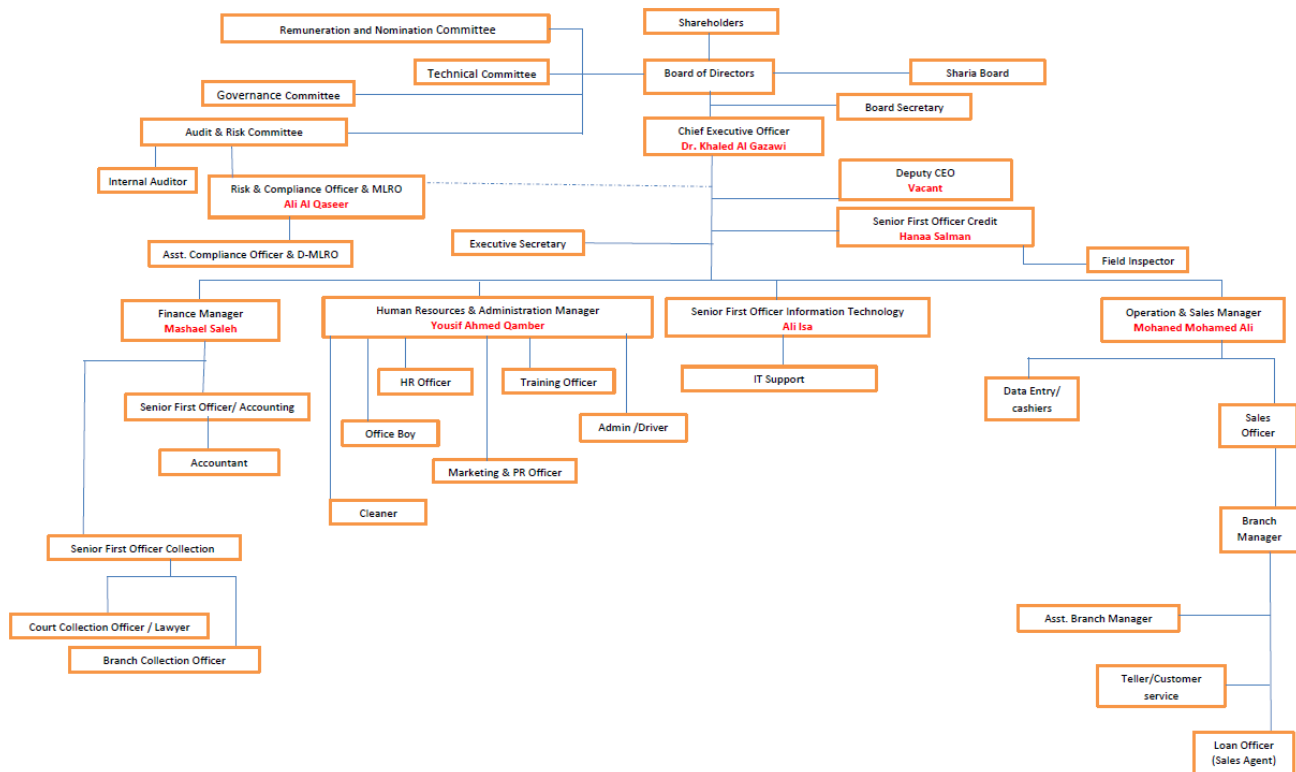 Shareholders
Remuneration and Nomination Committee
Technical Committee
Board of Directors
Sharia Board
Governance Committee
Board Secretary
Audit & Risk Committee
Chief Executive Officer
Dr. Khaled Al Gazawi
Internal Auditor
Risk & Compliance Officer & MLRO
Ali Al Qaseer
Deputy CEO
Vacant
Senior First Officer Credit
Hanaa Salman
Executive Secretary
Asst. Compliance Officer & D-MLRO
Field Inspector
Finance Manager
Mashael Saleh
Human Resources & Administration Manager
Yousif Ahmed Qamber
Senior First Officer Information Technology
Ali Isa
Operation & Sales Manager
Mohaned Mohamed Ali
HR Officer
Training Officer
IT Support
Data Entry/
cashiers
Senior First Officer/ Accounting
Sales
Officer
Office Boy
Admin /Driver
Accountant
Marketing & PR Officer
Cleaner
Branch
Manager
Senior First Officer Collection
Court Collection Officer / Lawyer
Asst. Branch Manager
Branch Collection Officer
Teller/Customer
service
Loan Officer
(Sales Agent)